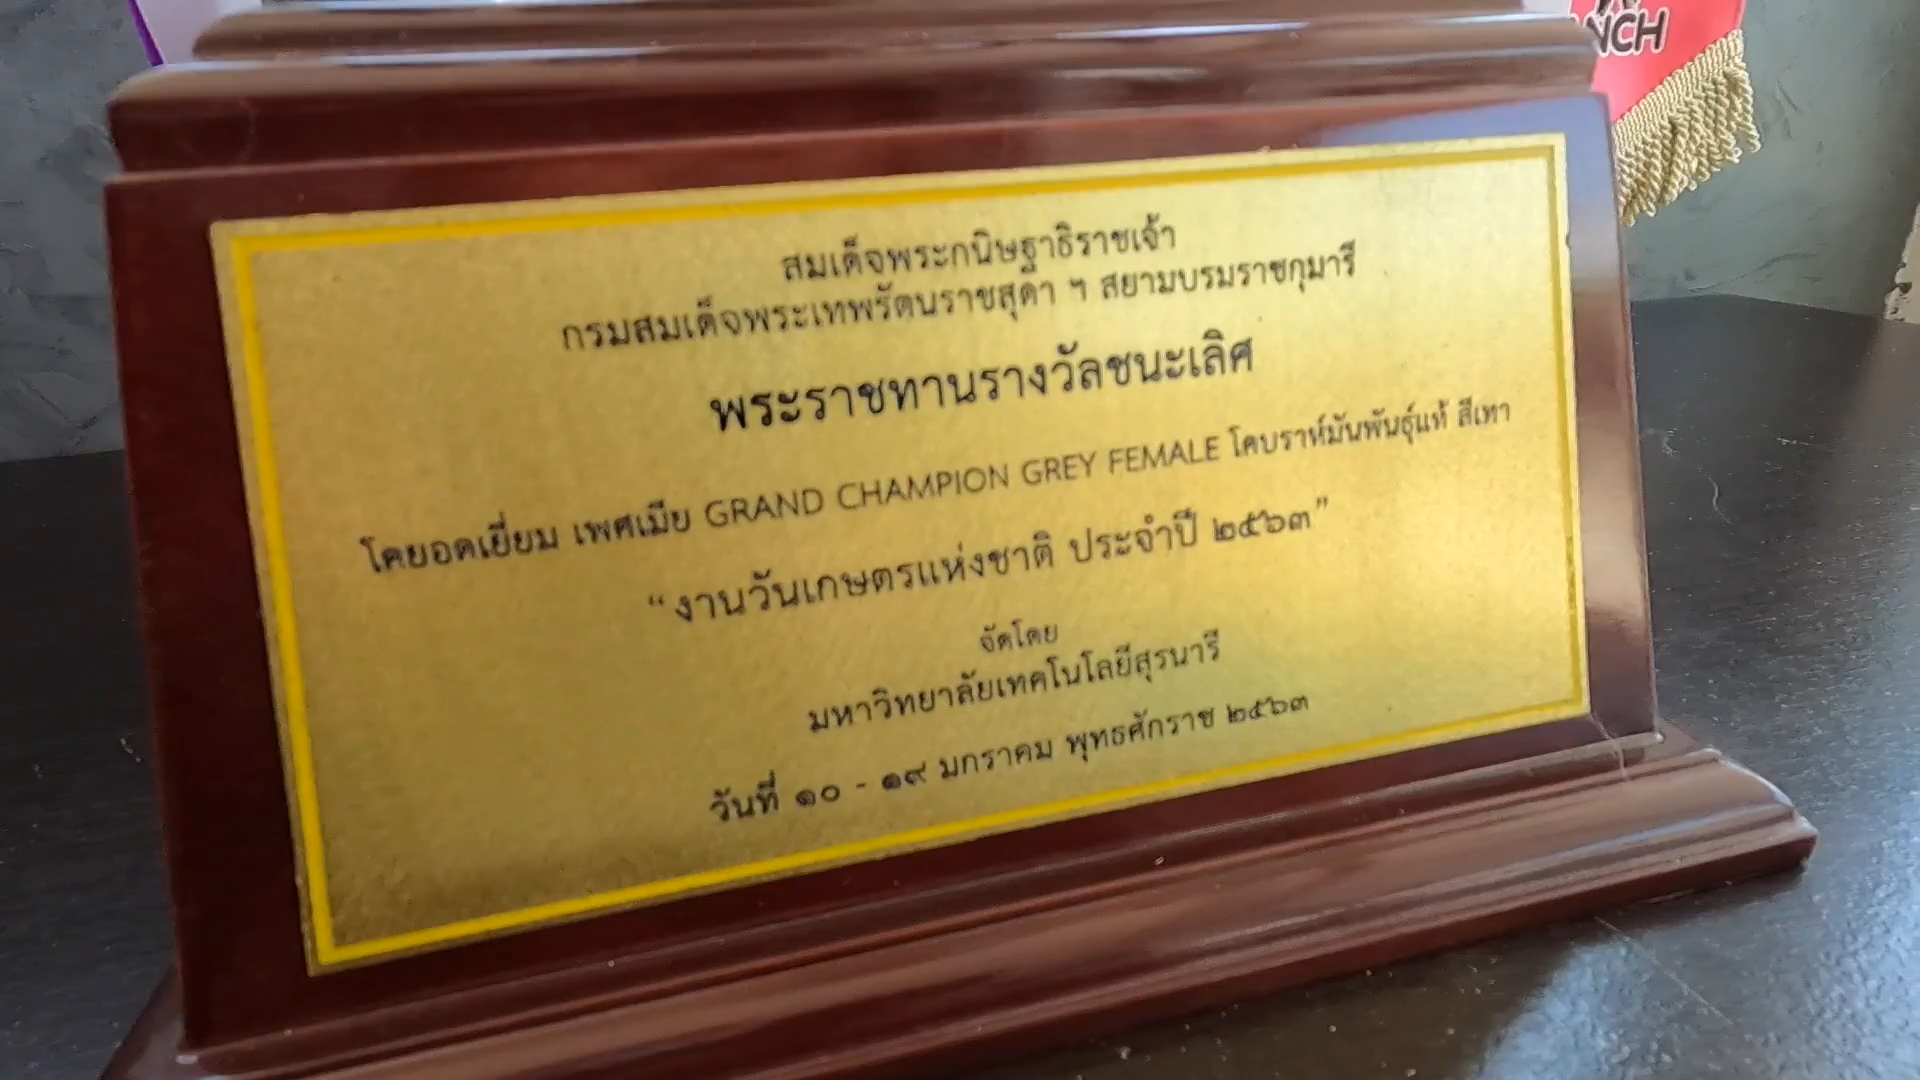 NCH
สมเด็จพระกนิษฐาธิราชเจ้า
กรมสมเด็จพระเทพรัตนราชสุดา ฯ สยามบรมราชกุมารี
พระราชทานรางวัลชนะเลิศ
โคยอดเยี่ยม เพศเมีย GRAND CHAMPION GREY FEMALE โคบราห์มันพันธุ์แท้ สีเทา
“งานวันเกษตรแห่งชาติ ประจำปี ๒๕๖๓”
จัดโดย
มหาวิทยาลัยเทคโนโลยีสุรนารี
วันที่ ๑๐ - ๑๙ มกราคม พุทธศักราช ๒๕๖๓